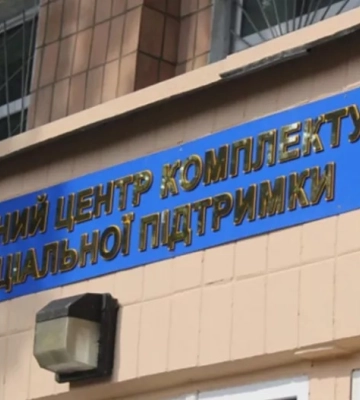 НИЙ ЦЕНТР КОМПЛЕКТУ
ЦІАЛЬНОЇ ПІДТРИМКИ